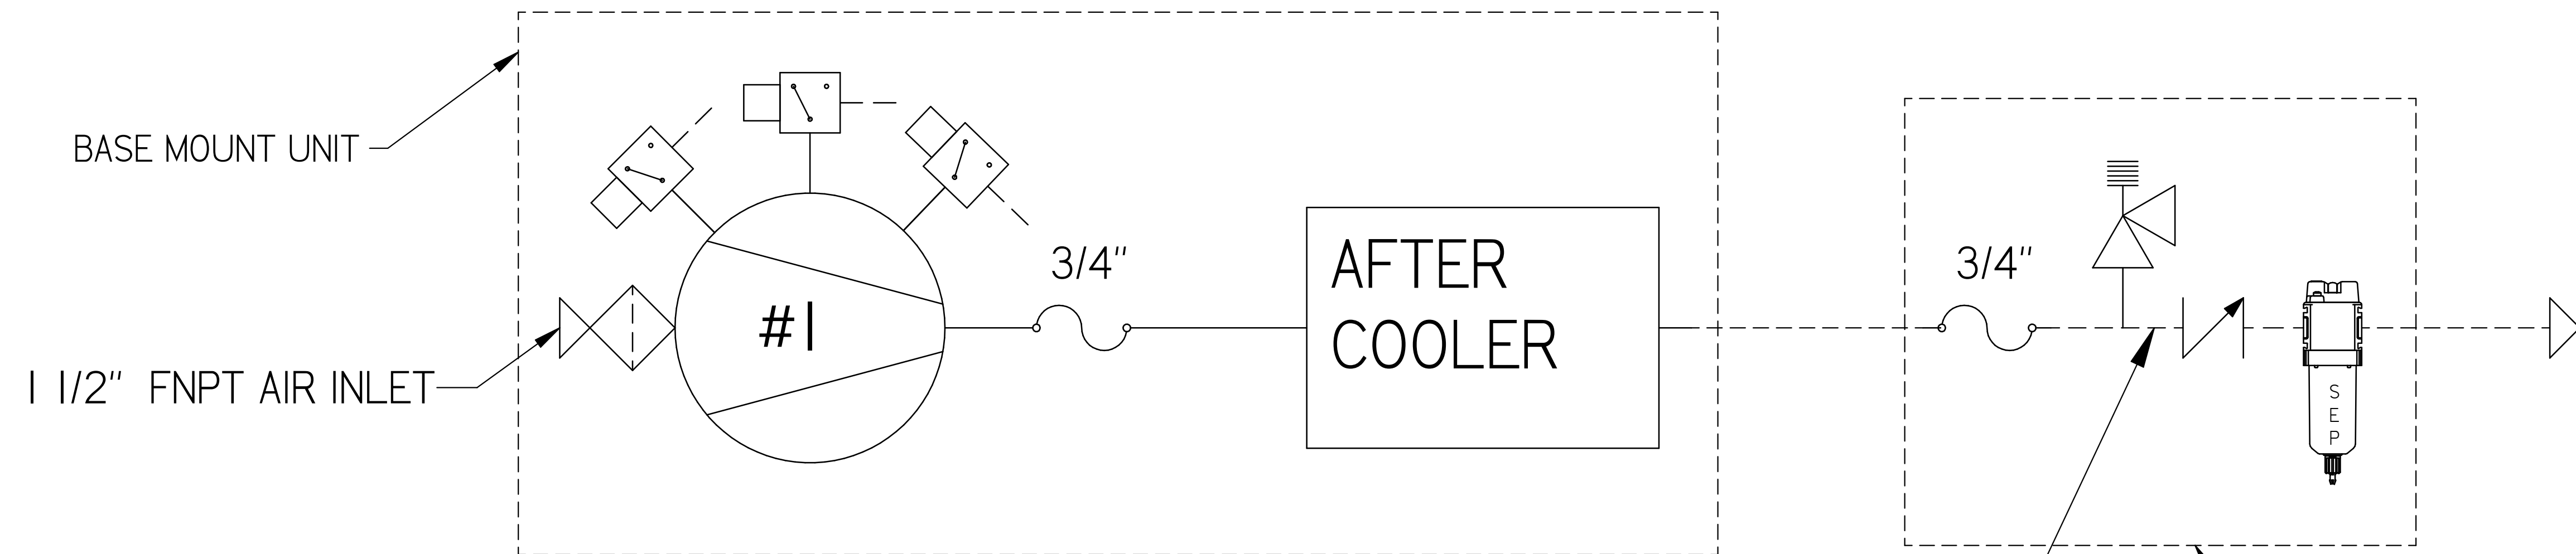 BASE MOUNT UNIT
1 1/2" FNPT AIR INLET
#1
3/4"
AFTER
COOLER
3/4"
S
E
P